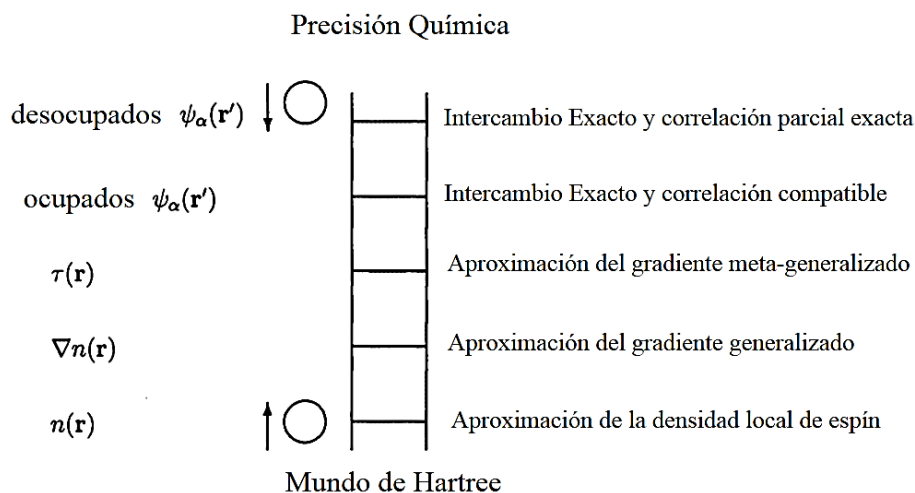 Precisión Química
desocupados ψα(r′) Intercambio Exacto y correlación parcial exacta
ocupados ψα(r′) Intercambio Exacto y correlación compatible
τ(r) Aproximación del gradiente meta-generalizado
∇n(r) Aproximación del gradiente generalizado
n(r) Aproximación de la densidad local de espín
Mundo de Hartree